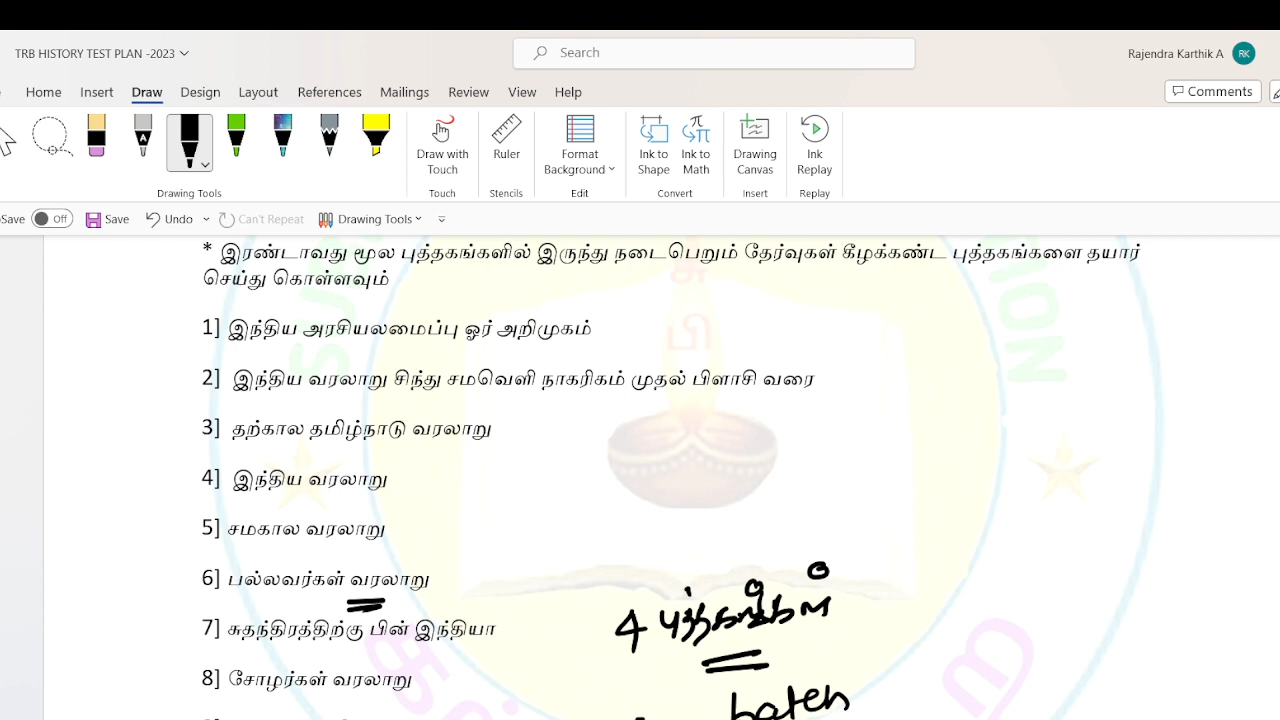 TRB HISTORY TEST PLAN -2023
Search
Rajendra Karthik A RK
Home Insert Draw Design Layout References Mailings Review View Help
Comments
A
Draw with Touch
Ruler
Format Background
Ink to Shape
Ink to Math
Drawing Canvas
Ink Replay
Drawing Tools Touch Stencils Edit Convert Insert Replay
Save Off Save Undo Can't Repeat Drawing Tools
* இரண்டாவது மூல புத்தகங்களில் இருந்து நடைபெறும் தேர்வுகள் கீழக்கண்ட புத்தகங்களை தயார்
செய்து கொள்ளவும்
1] இந்திய அரசியலமைப்பு ஓர் அறிமுகம்
2] இந்திய வரலாறு சிந்து சமவெளி நாகரிகம் முதல் பிளாசி வரை
3] தற்கால தமிழ்நாடு வரலாறு
4] இந்திய வரலாறு
5] சமகால வரலாறு
6] பல்லவர்கள் வரலாறு
4 புத்தகங்கள்
7] சுதந்திரத்திற்கு பின் இந்தியா
8] சோழர்கள் வரலாறு
batch